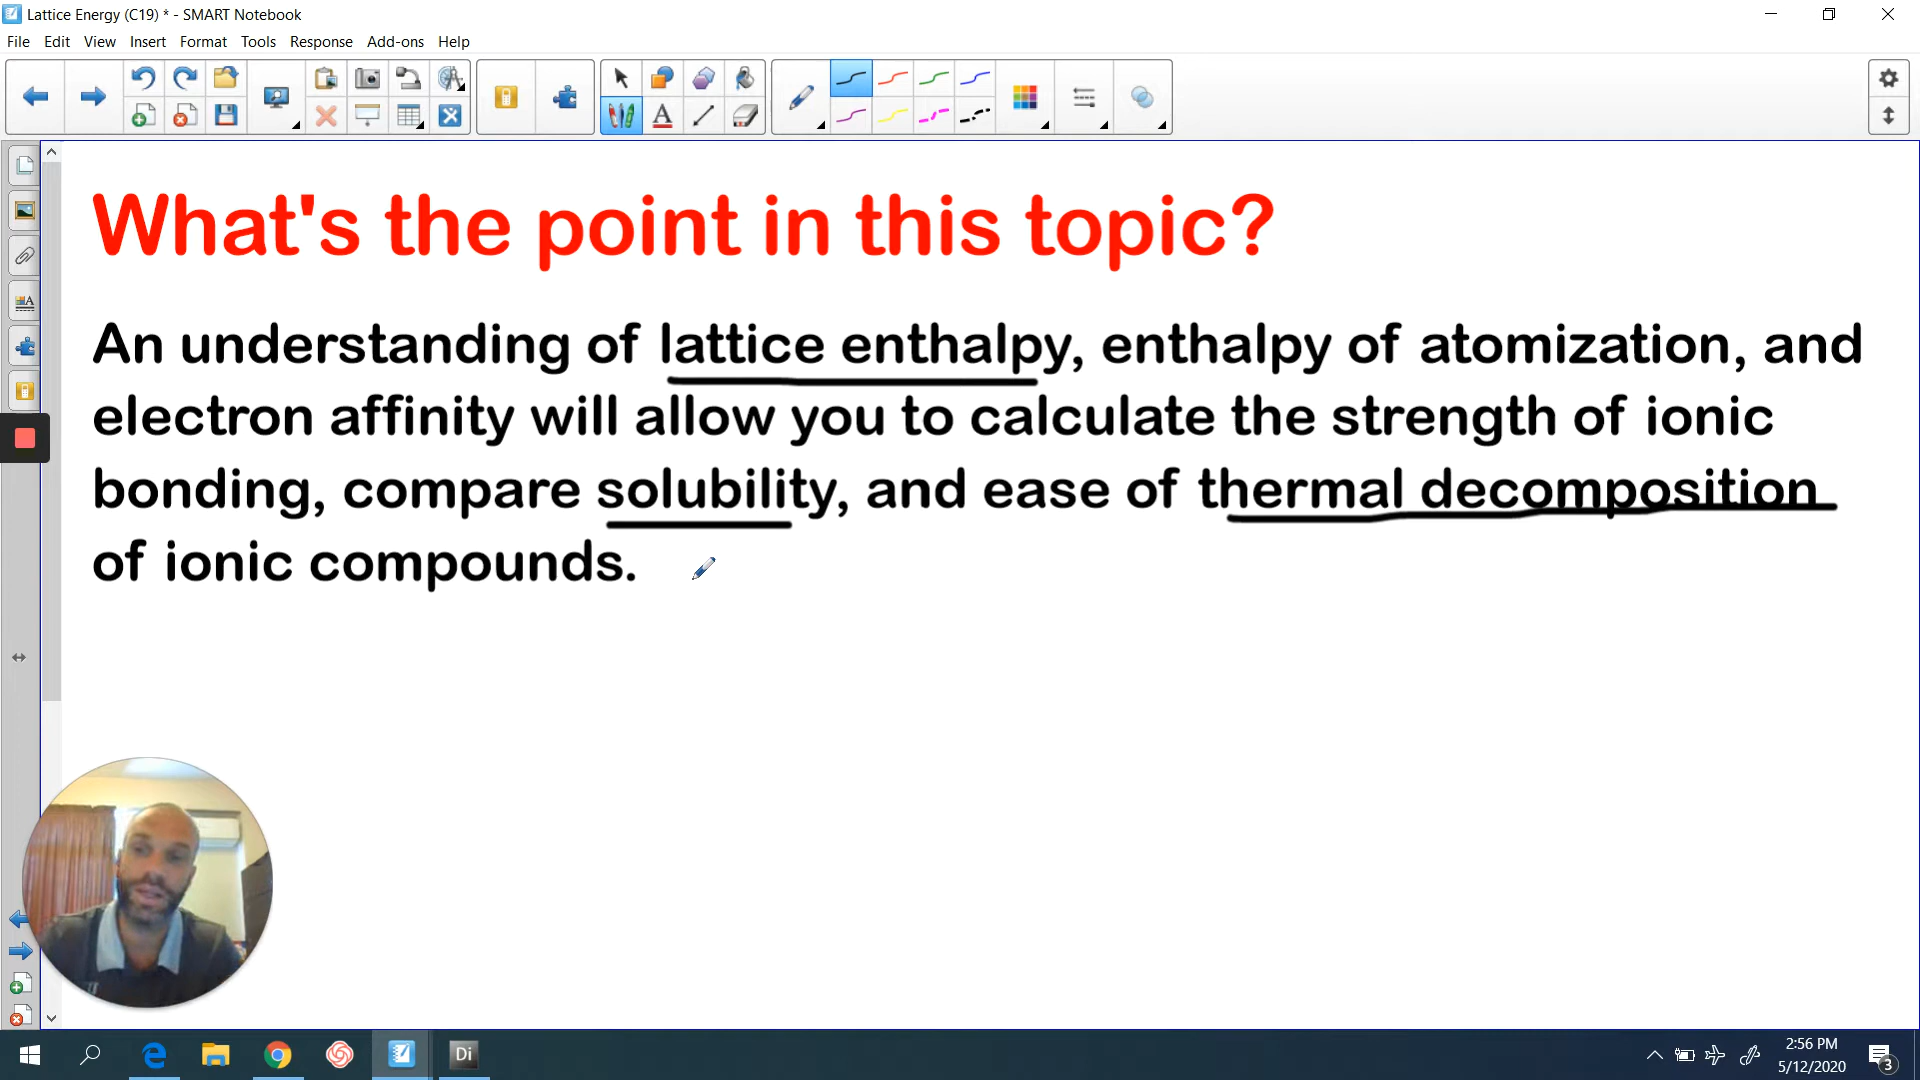 Lattice Energy (C19) * - SMART Notebook
File Edit View Insert Format Tools Response Add-ons Help
What's the point in this topic?
An understanding of lattice enthalpy, enthalpy of atomization, and
electron affinity will allow you to calculate the strength of ionic
bonding, compare solubility, and ease of thermal decomposition
of ionic compounds.
Di
2:56 PM
5/12/2020
3